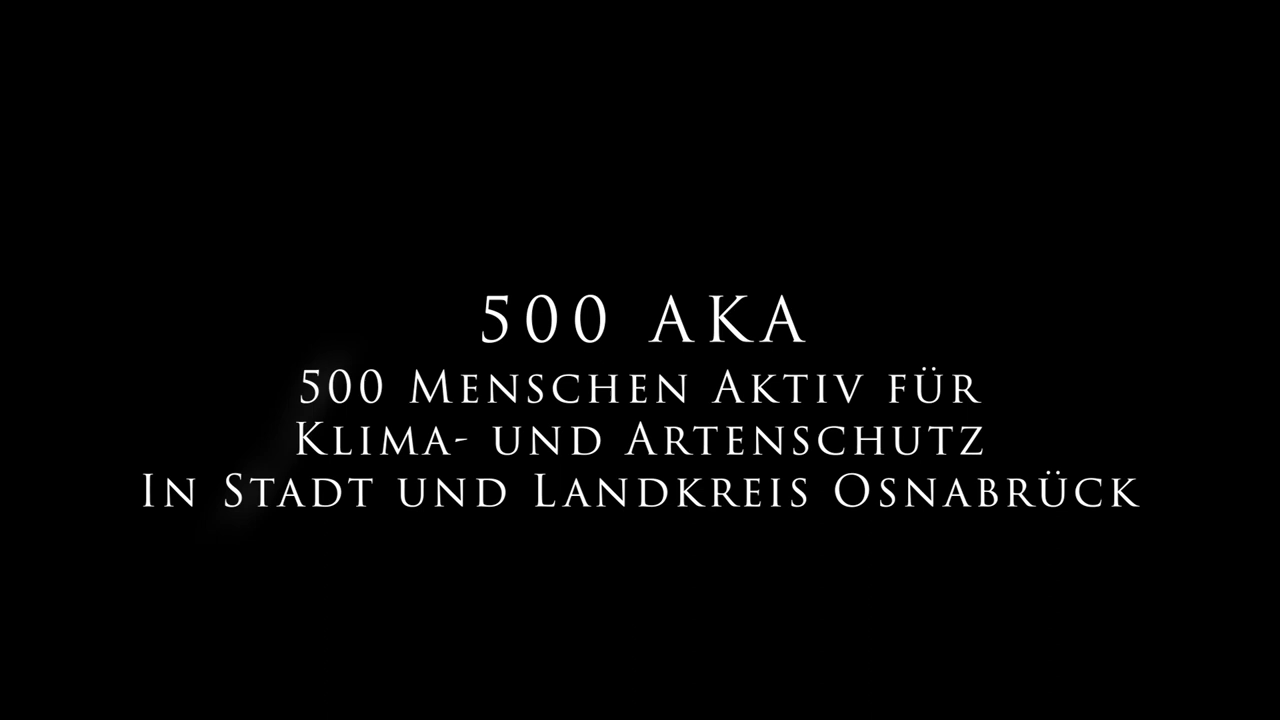 500 AKA
500 Menschen Aktiv für
Klima- und Artenschutz
In Stadt und Landkreis Osnabrück